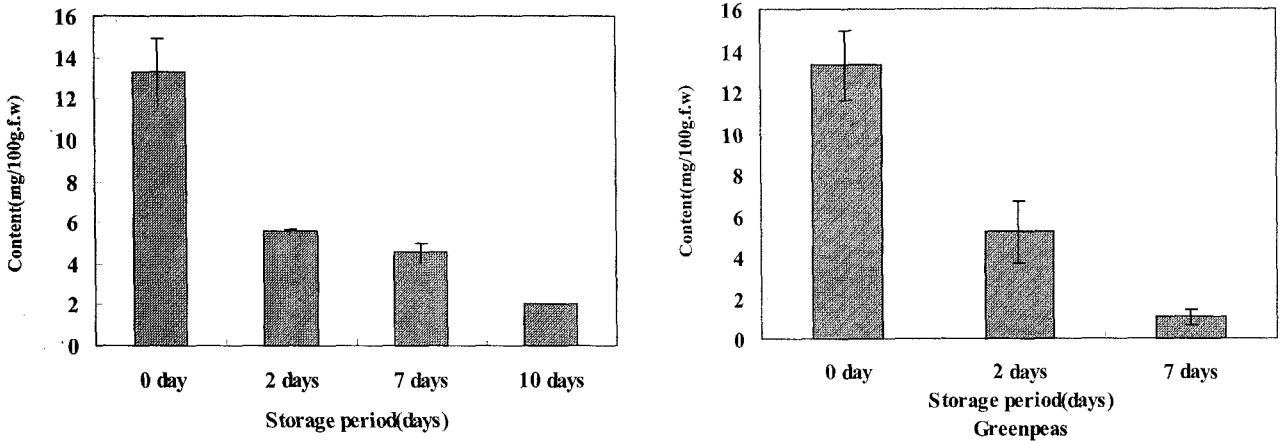 16
14
12
10
8
6
4
2
0
Content(mg/100g.f.w)
0 day 2 days 7 days 10 days
Storage period(days)
16
14
12
10
8
6
4
2
0
Content(mg/100g.f.w)
0 day 2 days 7 days
Storage period(days)
Greenpeas